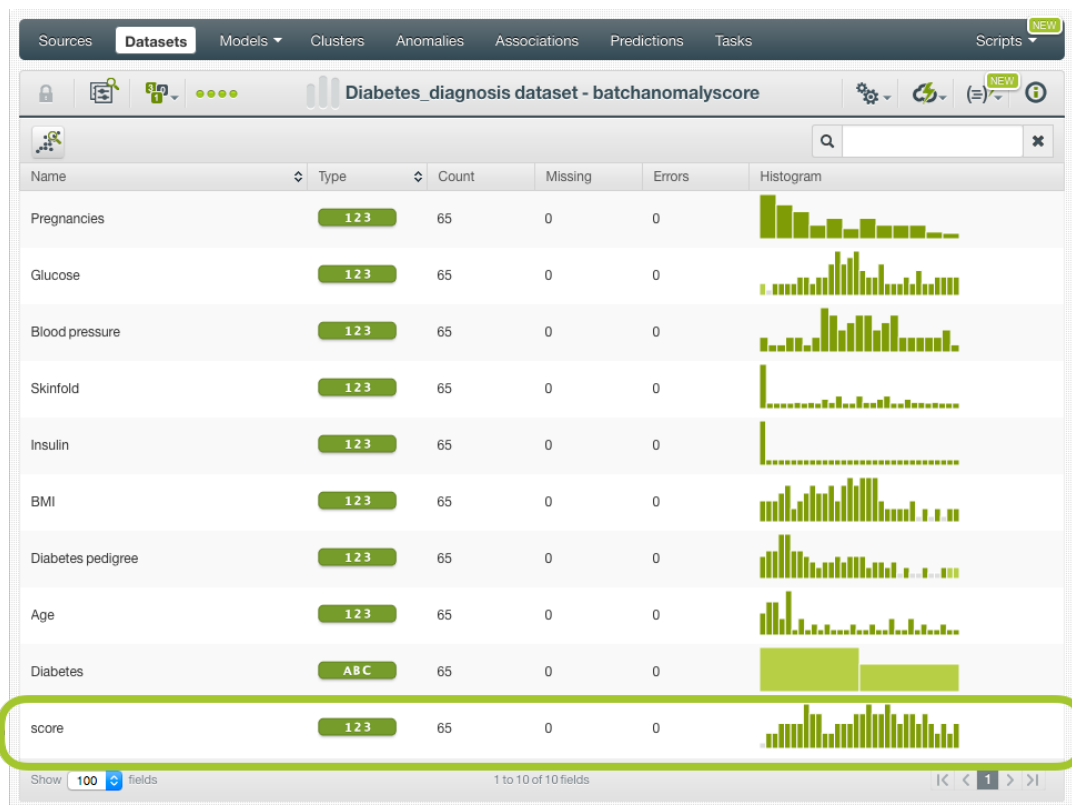 Sources Datasets Models Clusters Anomalies Associations Predictions Tasks Scripts NEW
Diabetes_diagnosis dataset - batchanomalyscore NEW
Name Type Count Missing Errors Histogram
Pregnancies 123 65 0 0
Glucose 123 65 0 0
Blood pressure 123 65 0 0
Skinfold 123 65 0 0
Insulin 123 65 0 0
BMI 123 65 0 0
Diabetes pedigree 123 65 0 0
Age 123 65 0 0
Diabetes ABC 65 0 0
score 123 65 0 0
Show 100 fields 1 to 10 of 10 fields 1